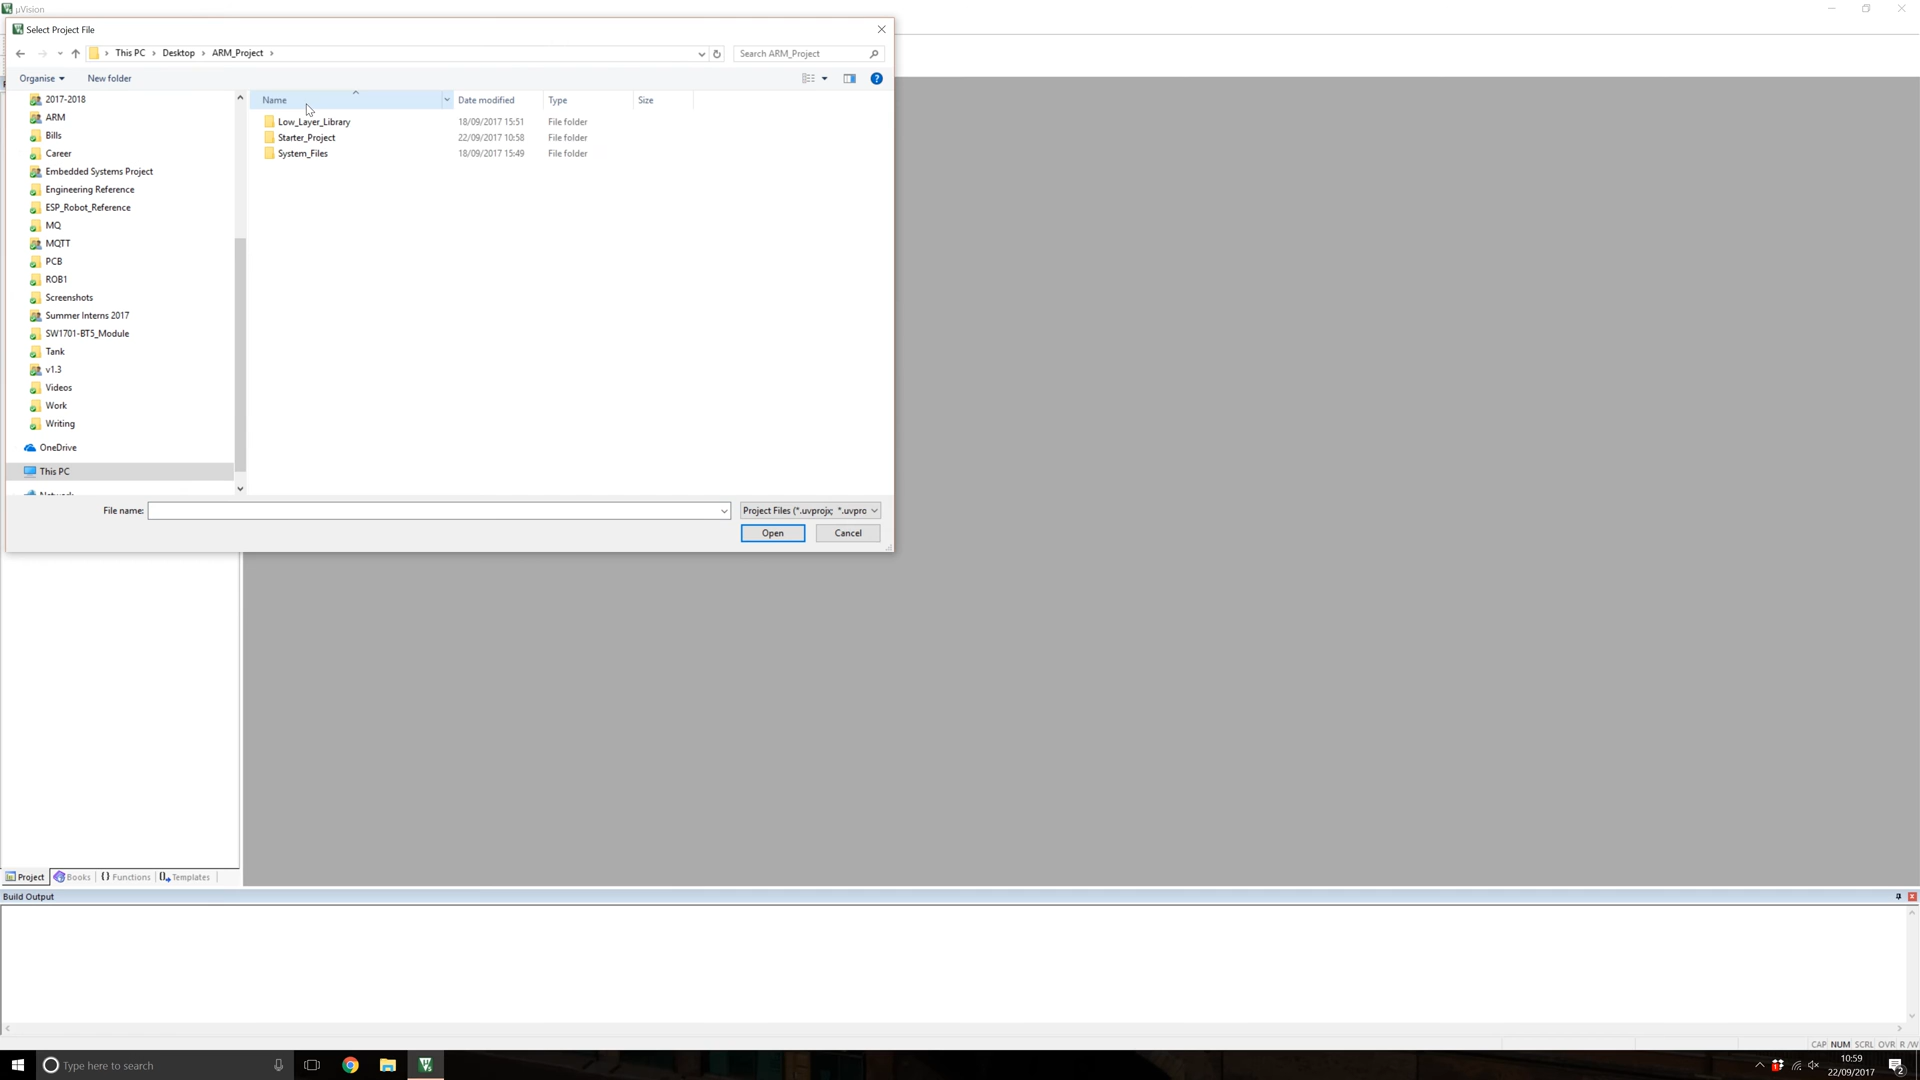 µVision
Select Project File
This PC
Desktop
ARM_Project
Search ARM_Project
Organise
New folder
Name
Date modified
Type
Size
2017-2018
ARM
Bills
Career
Embedded Systems Project
Engineering Reference
ESP_Robot_Reference
MQ
MQTT
PCB
ROB1
Screenshots
Summer Interns 2017
SW1701-BT5_Module
Tank
v1.3
Videos
Work
Writing
OneDrive
This PC
Low_Layer_Library 18/09/2017 15:51 File folder
Starter_Project 22/09/2017 10:58 File folder
System_Files 18/09/2017 15:49 File folder
File name:
Project Files (*.uvprojx; *.uvpro
Open
Cancel
Project
Books
{} Functions
Templates
Build Output
CAP NUM SCRL OVR R/W
Type here to search
10:59
22/09/2017
2